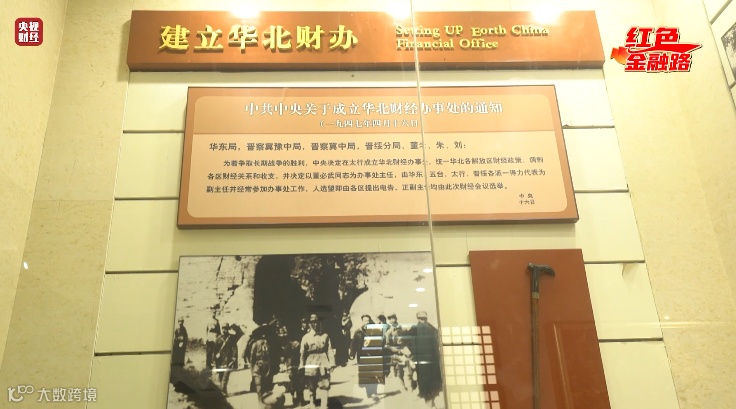 央视
财经
建立华北财办
Setting UP Eorth China
Financial Office
红色
金融路
中共中央关于成立华北财经办事处的通知
(一九四七年四月十六日)
华东局，晋察冀豫中局，晋察冀中局，晋绥分局，董 、朱、刘：
为着争取长期战争的胜利，中央决定在太行成立华北财经办事 ，统一华北各解放区财经政策，调剂
各区财经关系和收支，并决定以董必武同志为办事处主任，由华东、五台、太行、晋绥各派一得力代表为
副主任并经常参加办事处工作，人选望即由各区提出电告，正副主 均由此次财经会议选举。
中央
十六日
大数跨境